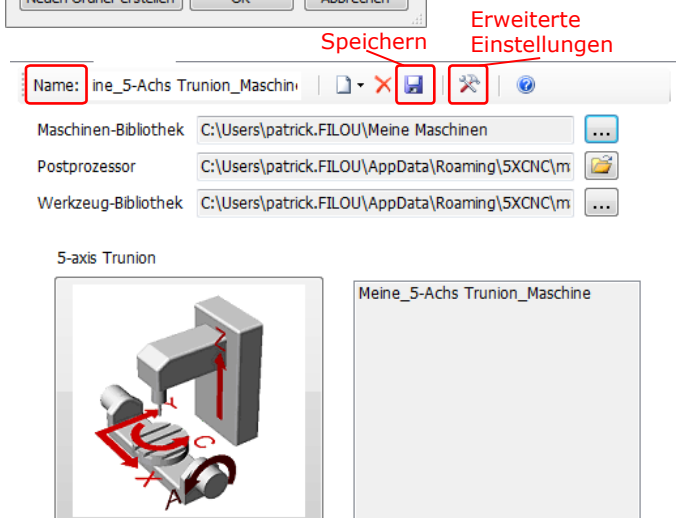 Neuen Ordner erstellen OK Abbrechen
Erweiterte
Speichern Einstellungen
Name: ine_5-Achs Trunion_Maschin
Maschinen-Bibliothek C:\Users\patrick.FILOU\Meine Maschinen ...
Postprozessor C:\Users\patrick.FILOU\AppData\Roaming\5XCNC\m
Werkzeug-Bibliothek C:\Users\patrick.FILOU\AppData\Roaming\5XCNC\m ...
5-axis Trunion
Meine_5-Achs Trunion_Maschine
Z
Y
C
X
A